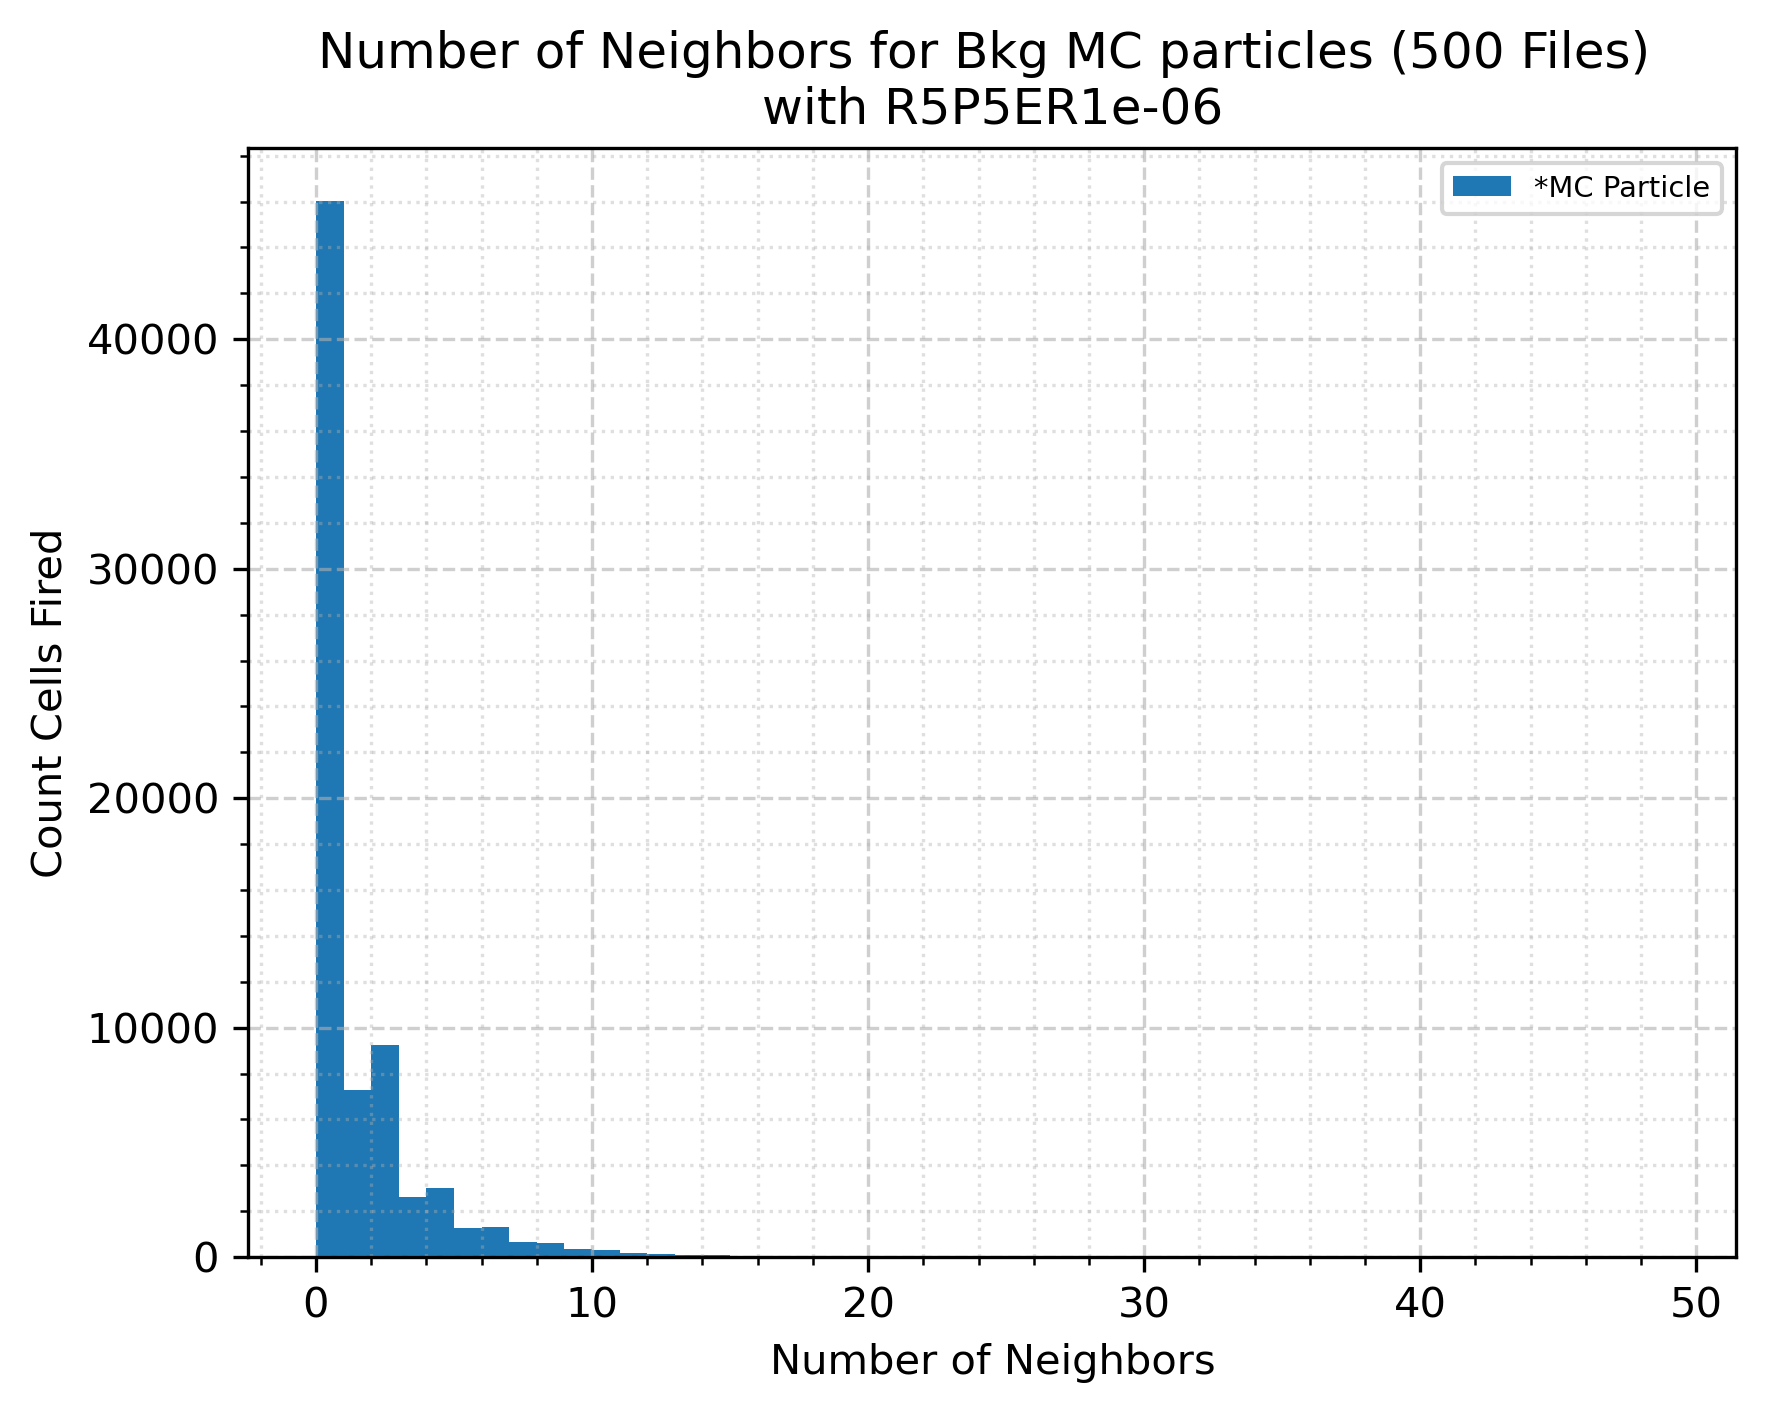 Number of Neighbors for Bkg MC particles (500 Files)
with R5P5ER1e-06
*MC Particle
Count Cells Fired
40000
30000
20000
10000
0
0 10 20 30 40 50
Number of Neighbors